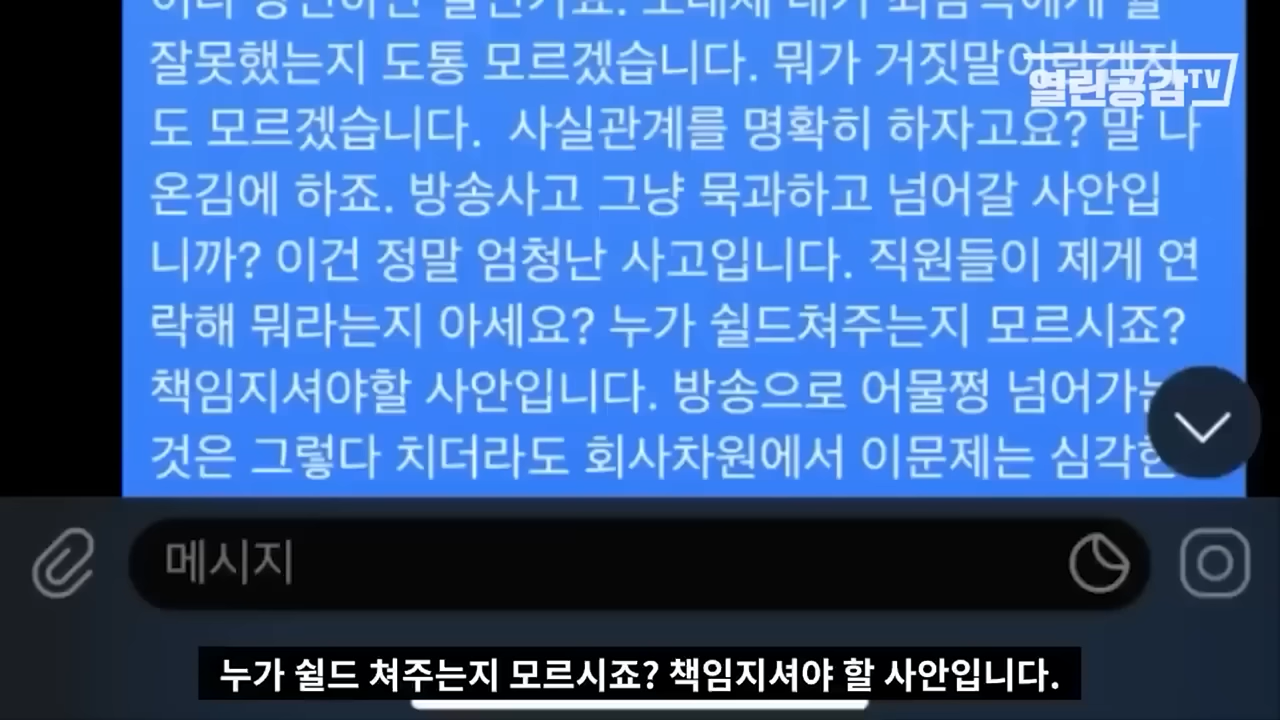 잘못했는지 도통 모르겠습니다. 뭐가
열린공감TV
도 모르겠습니다. 사실관계를 명확히 하자고요? 말 나
온김에 하죠. 방송사고 그냥 묵과하고 넘어갈 사안입
니까? 이건 정말 엄청난 사고입니다. 직원들이 제게 연
락해 뭐라는지 아세요? 누가 쉴드쳐주는지 모르시죠?
책임지셔야할 사안입니다. 방송으로 어물쩡 넘어가는
것은 그렇다 치더라도 회사차원에서 이문제는 심각한
메시지
누가 쉴드 쳐주는지 모르시죠? 책임지셔야 할 사안입니다.